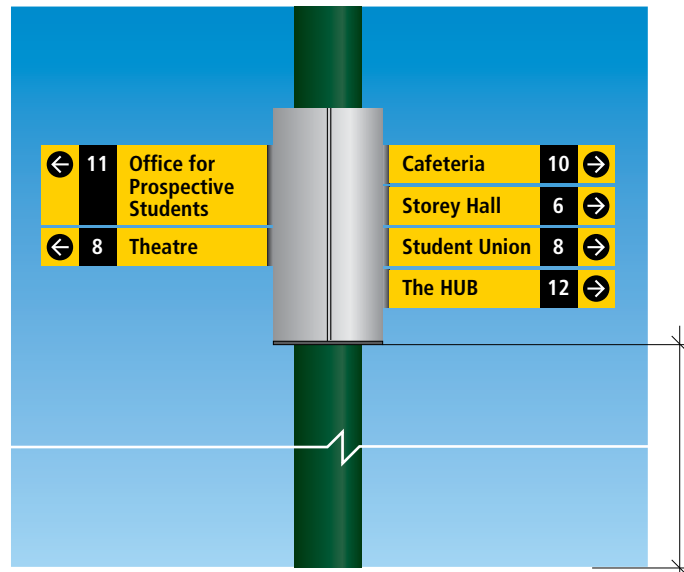 11 Office for
Prospective
Students
8 Theatre
Cafeteria 10
Storey Hall 6
Student Union 8
The HUB 12